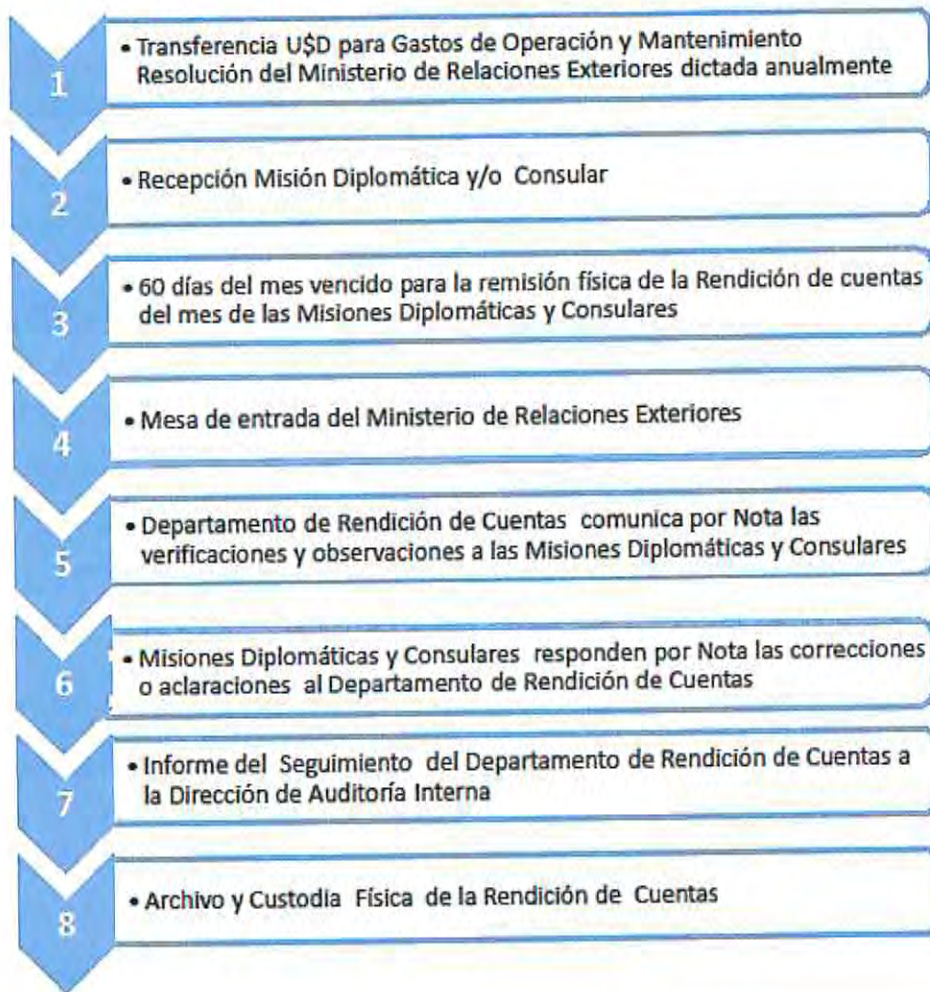 1
• Transferencia U$D para Gastos de Operación y Mantenimiento
Resolución del Ministerio de Relaciones Exteriores dictada anualmente
2
• Recepción Misión Diplomática y/o Consular
3
• 60 días del mes vencido para la remisión física de la Rendición de cuentas
del mes de las Misiones Diplomáticas y Consulares
4
• Mesa de entrada del Ministerio de Relaciones Exteriores
5
• Departamento de Rendición de Cuentas comunica por Nota las
verificaciones y observaciones a las Misiones Diplomáticas y Consulares
6
• Misiones Diplomáticas y Consulares responden por Nota las correcciones
o aclaraciones al Departamento de Rendición de Cuentas
7
• Informe del Seguimiento del Departamento de Rendición de Cuentas a
la Dirección de Auditoría Interna
8
• Archivo y Custodia Física de la Rendición de Cuentas